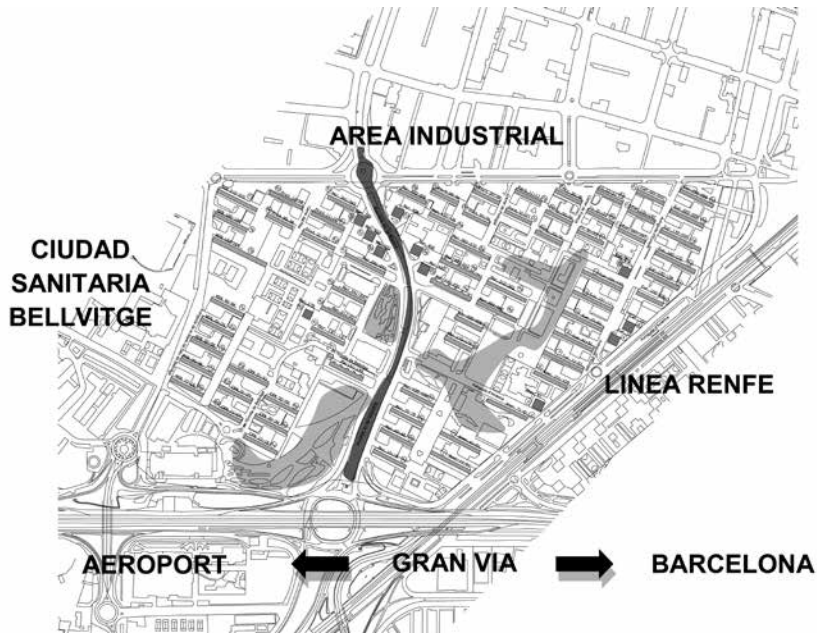 AREA INDUSTRIAL
CIUDAD
SANITARIA
BELLVITGE
LINEA RENFE
AEROPORT
GRAN VIA
BARCELONA